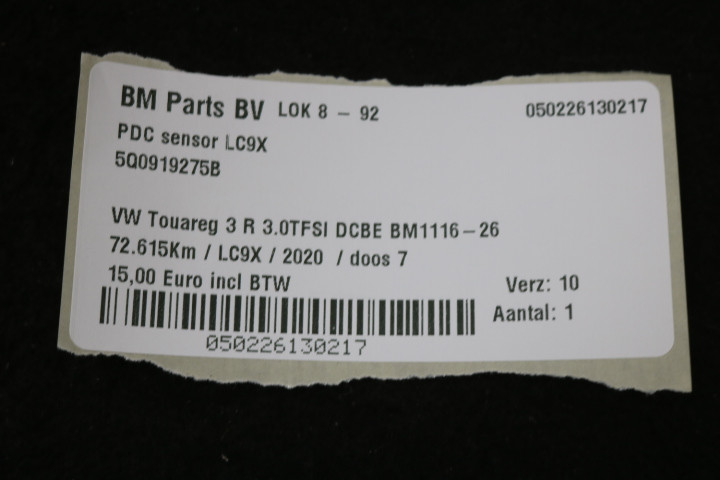 BM Parts BV LOK 8 - 92 050226130217
PDC sensor LC9X
5Q0919275B
VW Touareg 3 R 3.0TFSI DCBE BM1116-26
72.615Km / LC9X / 2020 / doos 7
15,00 Euro incl BTW Verz: 10
Aantal: 1
050226130217